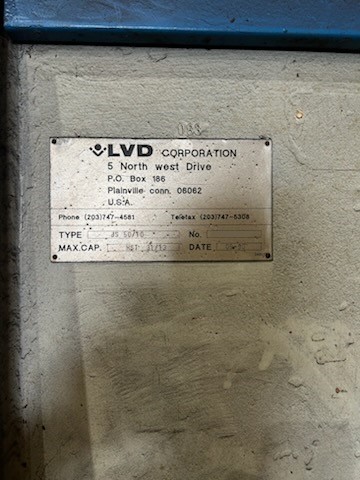 LVD CORPORATION
5 North west Drive
P.O. Box 186
Plainville conn. 06062
U.S.A.
Phone (203)747-4581 Telefax (203)747-5308
TYPE No.
MAX.CAP. DATE